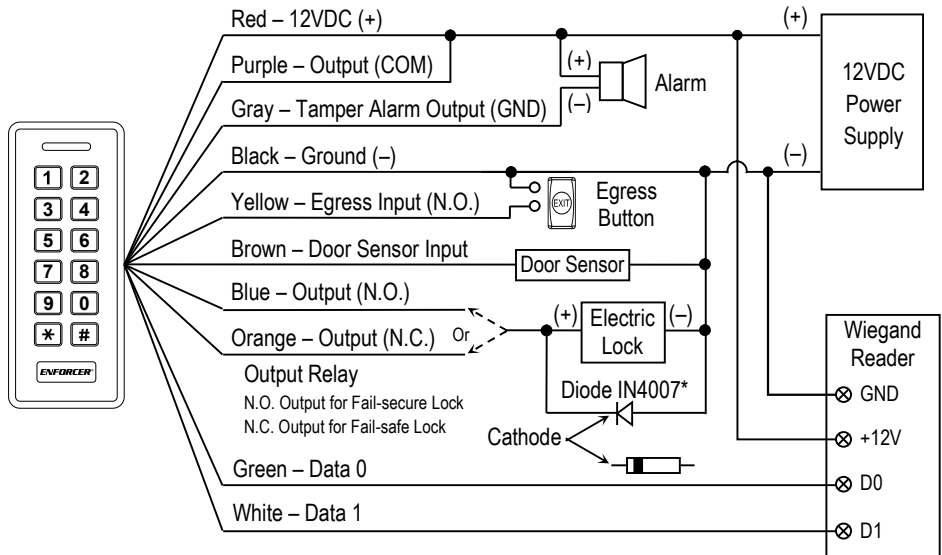 Red – 12VDC (+)
(+)
12VDC
Power
Supply
(–)
Purple – Output (COM)
(+)
Alarm
(–)
Gray – Tamper Alarm Output (GND)
Black – Ground (–)
Egress
Button
EXIT
Yellow – Egress Input (N.O.)
Brown – Door Sensor Input
Door Sensor
Blue – Output (N.O.)
Orange – Output (N.C.)
Or
(+)
Electric
Lock
(–)
Output Relay
N.O. Output for Fail-secure Lock
N.C. Output for Fail-safe Lock
Diode IN4007*
Cathode
Green – Data 0
White – Data 1
Wiegand
Reader
GND
+12V
D0
D1
1 2
3 4
5 6
7 8
9 0
* #
ENFORCER®